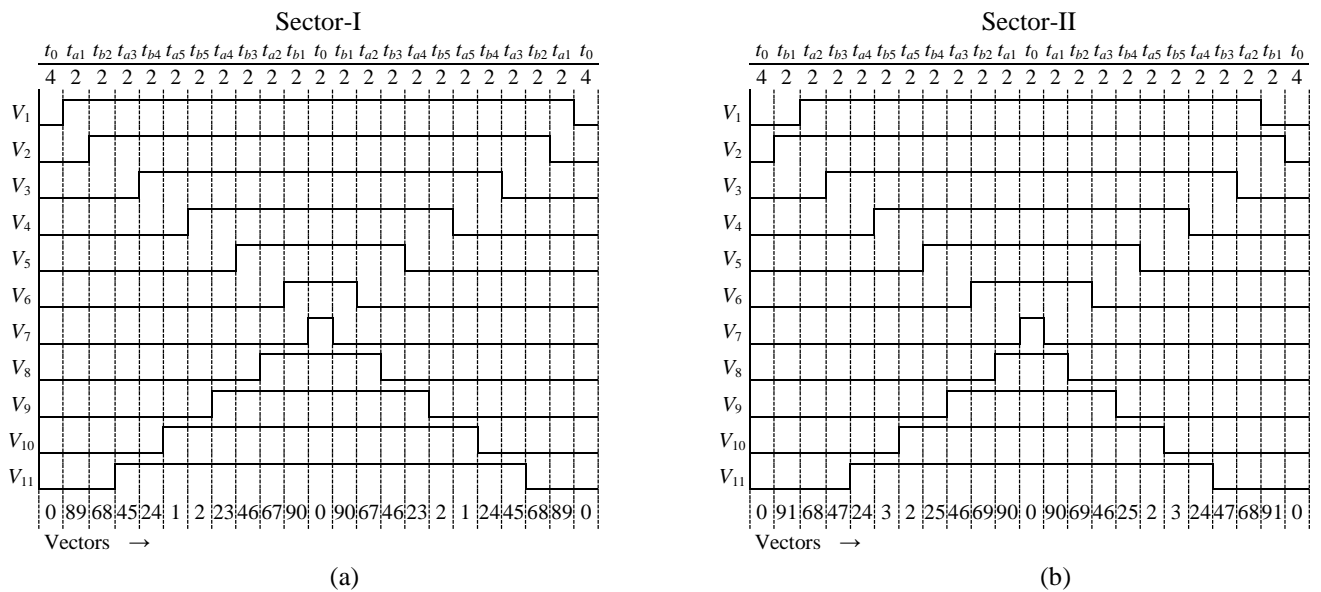 Sector-I
t0 ta1 tb2 ta3 tb4 ta5 tb5 ta4 tb3 ta2 tb1 t0 tb1 ta2 tb3 ta4 tb5 ta5 tb4 ta3 tb2 ta1 t0
4 2 2 2 2 2 2 2 2 2 2 2 2 2 2 2 2 2 2 2 2 2 4
V1
V2
V3
V4
V5
V6
V7
V8
V9
V10
V11
0 89 68 45 24 1 2 23 46 67 90 0 90 67 46 23 2 1 24 45 68 89 0
Vectors →
(a)
Sector-II
t0 tb1 ta2 tb3 ta4 tb5 ta5 tb4 ta3 tb2 ta1 t0 ta1 tb2 ta3 tb4 ta5 tb5 ta4 tb3 ta2 tb1 t0
4 2 2 2 2 2 2 2 2 2 2 2 2 2 2 2 2 2 2 2 2 2 4
V1
V2
V3
V4
V5
V6
V7
V8
V9
V10
V11
0 91 68 47 24 3 2 25 46 69 90 0 90 69 46 25 2 3 24 47 68 91 0
Vectors →
(b)